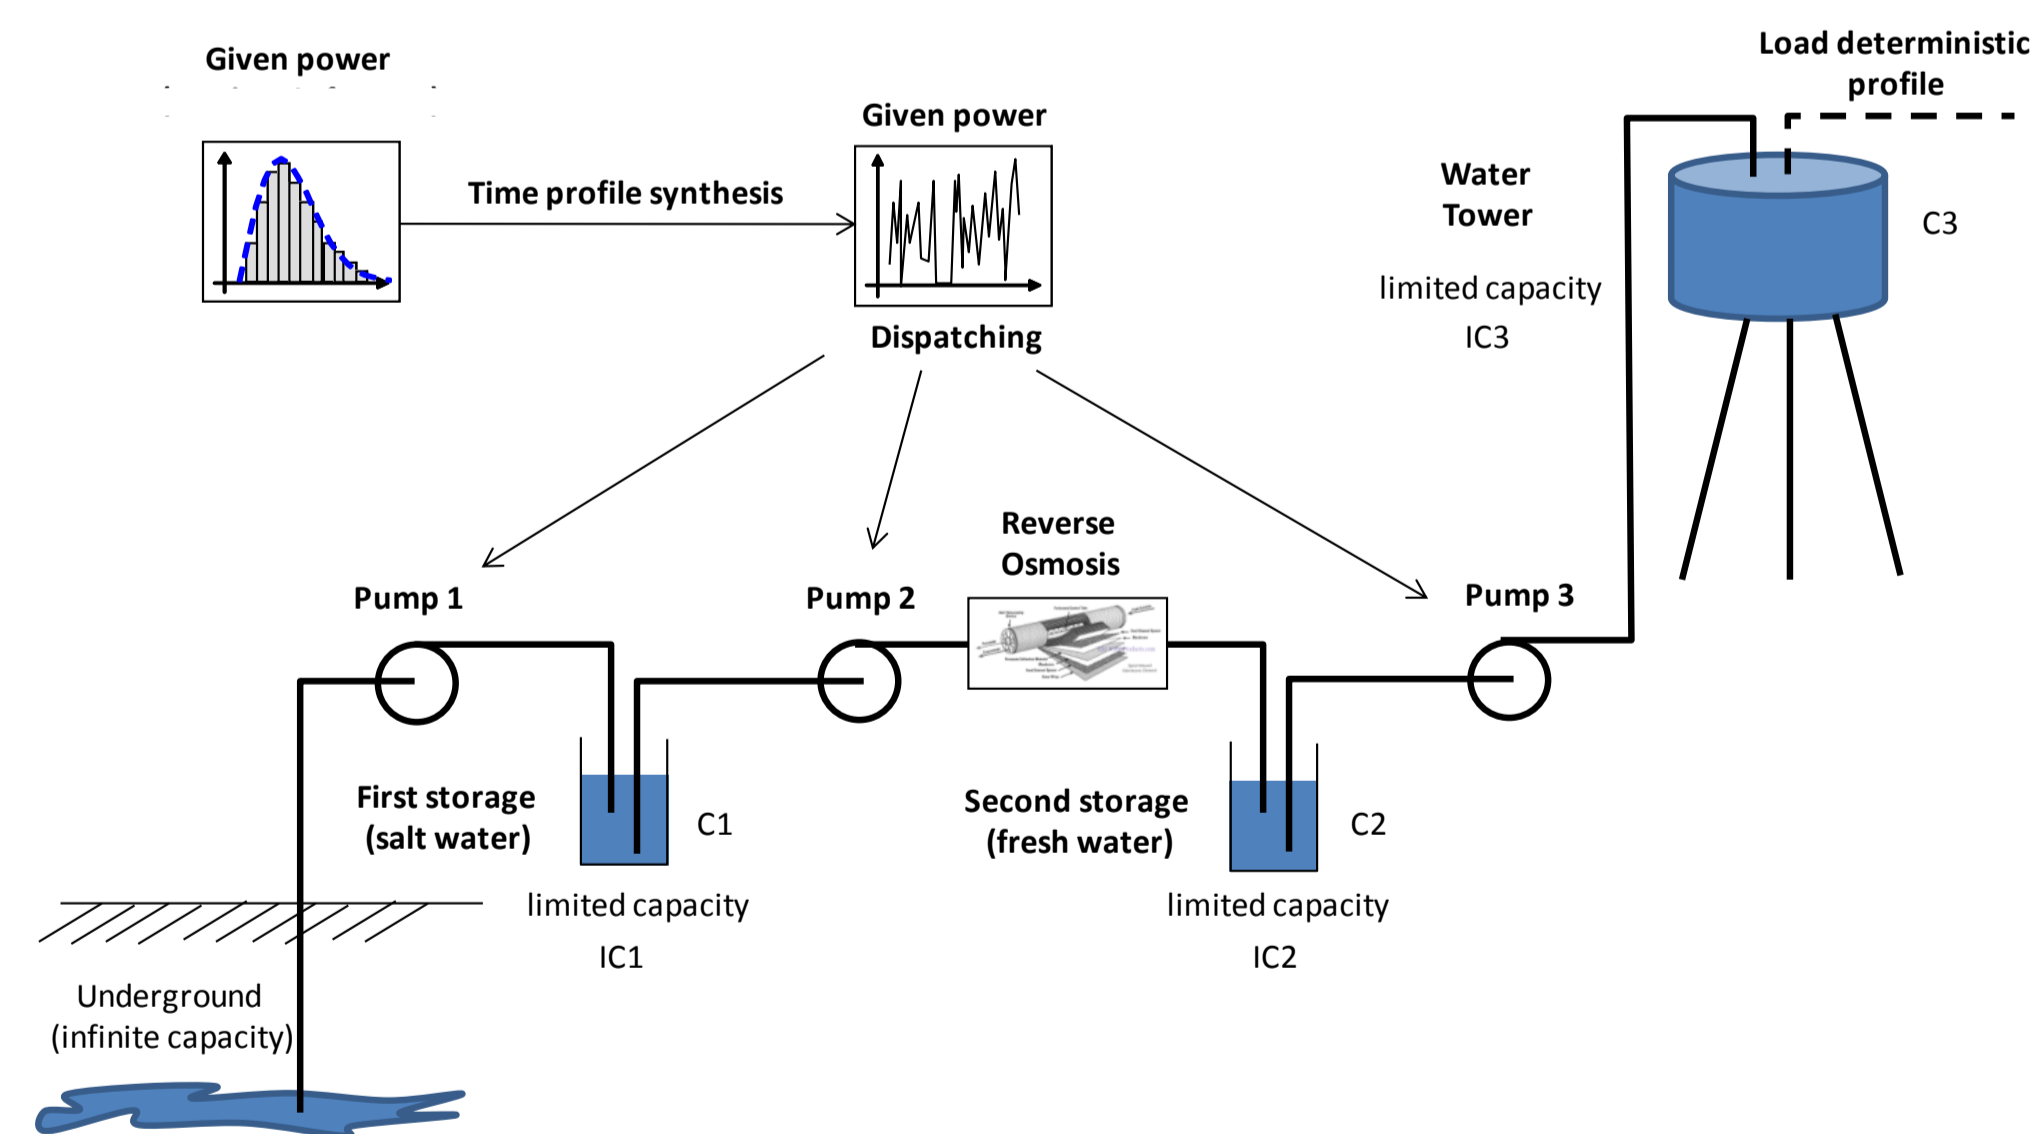 Given power
Time profile synthesis
Given power
Dispatching
Load deterministic
profile
Water
Tower
limited capacity
IC3
C3
Reverse
Osmosis
Pump 1
Pump 2
Pump 3
First storage
(salt water)
C1
limited capacity
IC1
Second storage
(fresh water)
C2
limited capacity
IC2
Underground
(infinite capacity)